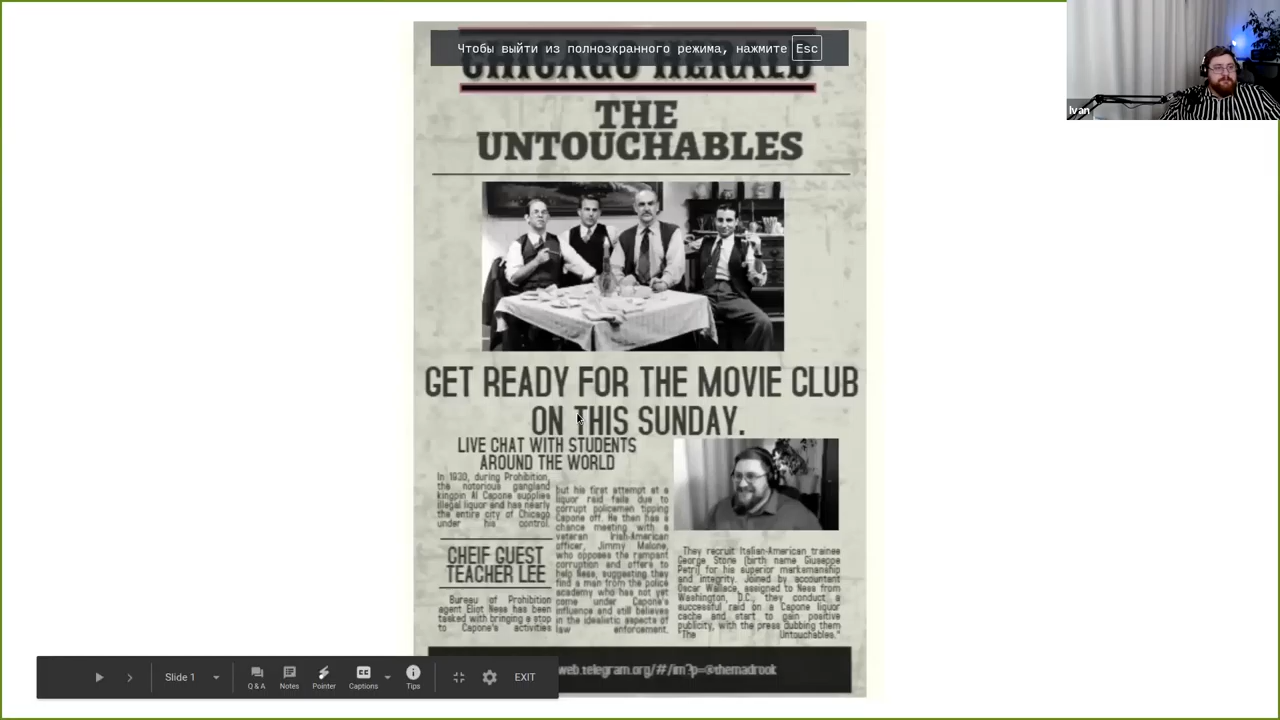 Чтобы выйти из полноэкранного режима, нажмите Esc
CHICAGO HERALD
THE
UNTOUCHABLES
Ivan
GET READY FOR THE MOVIE CLUB
ON THIS SUNDAY.
LIVE CHAT WITH STUDENTS
AROUND THE WORLD
In 1930, during Prohibition,
the notorious gangland
kingpin Al Capone supplies
illegal liquor and has nearly
the entire city of Chicago
under his control.
CHEIF GUEST
TEACHER LEE
Bureau of Prohibition
agent Eliot Ness has been
tasked with bringing a stop
to Capone's activities
but his first attempt at a
liquor raid fails due to
corrupt policemen tipping
Capone off. He then has a
chance meeting with a
veteran Irish-American
officer, Jimmy Malone,
who opposes the rampant
corruption and offers to
help Ness, suggesting they
find a man from the police
academy who has not yet
come under Capone's
influence and still believes
in the idealistic aspects of
law enforcement.
They recruit Italian-American trainee
George Stone (birth name Giuseppe
Petri) for his superior marksmanship
and integrity. Joined by accountant
Oscar Wallace, assigned to Ness from
Washington, D.C., they conduct a
successful raid on a Capone liquor
cache and start to gain positive
publicity, with the press dubbing them
"The Untouchables."
web.telegram.org/#/im?p=@themadrook
Slide 1
Q & A
Notes
Pointer
Captions
Tips
EXIT